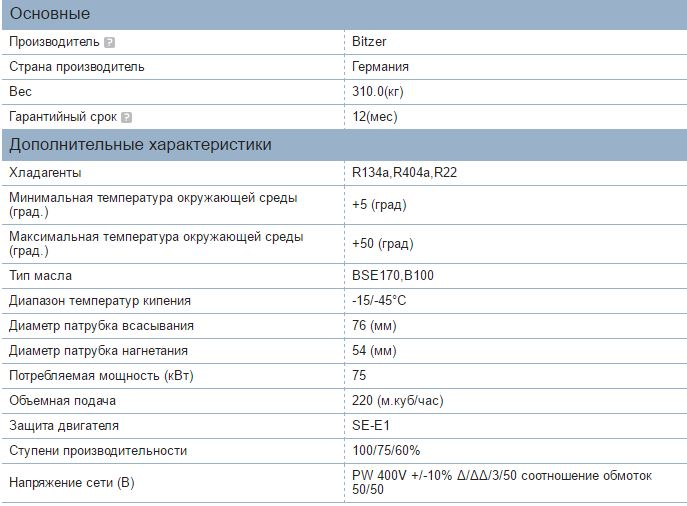 Основные
Производитель ? Bitzer
Страна производитель Германия
Вес 310.0(кг)
Гарантийный срок ? 12(мес)
Дополнительные характеристики
Хладагенты R134a,R404a,R22
Минимальная температура окружающей среды
(град.) +5 (град)
Максимальная температура окружающей среды
(град.) +50 (град)
Тип масла BSE170,B100
Диапазон температур кипения -15/-45°C
Диаметр патрубка всасывания 76 (мм)
Диаметр патрубка нагнетания 54 (мм)
Потребляемая мощность (кВт) 75
Объемная подача 220 (м.куб/час)
Защита двигателя SE-E1
Ступени производительности 100/75/60%
Напряжение сети (В) PW 400V +/-10% Δ/ΔΔ/3/50 соотношение обмоток
50/50